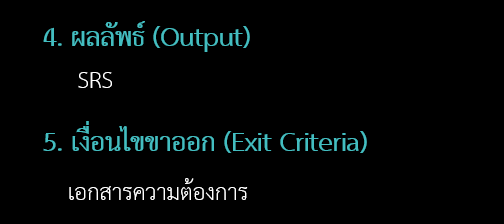 4. ผลลัพธ์ (Output)
SRS
5. เงื่อนไขขาออก (Exit Criteria)
เอกสารความต้องการ